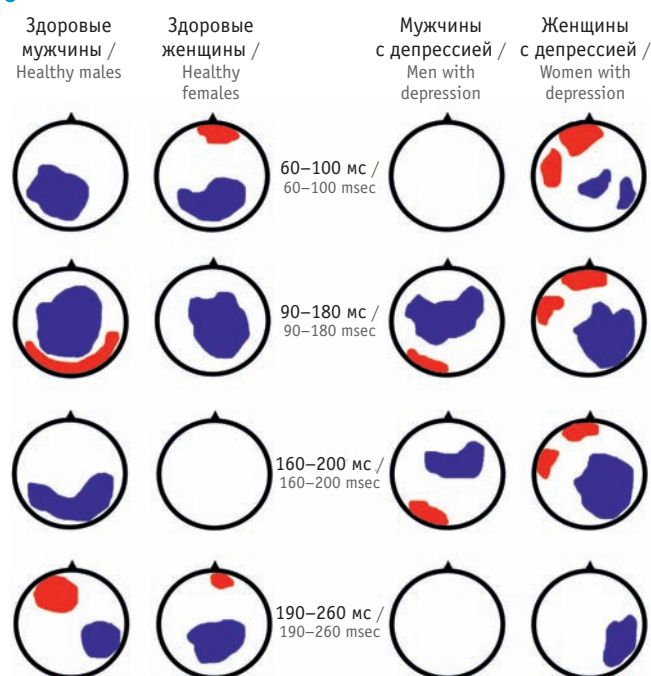 Здоровые
мужчины /
Healthy males
Здоровые
женщины /
Healthy
females
Мужчины
с депрессией /
Men with
depression
Женщины
с депрессией /
Women with
depression
60–100 мс /
60–100 msec
90–180 мс /
90–180 msec
160–200 мс /
160–200 msec
190–260 мс /
190–260 msec